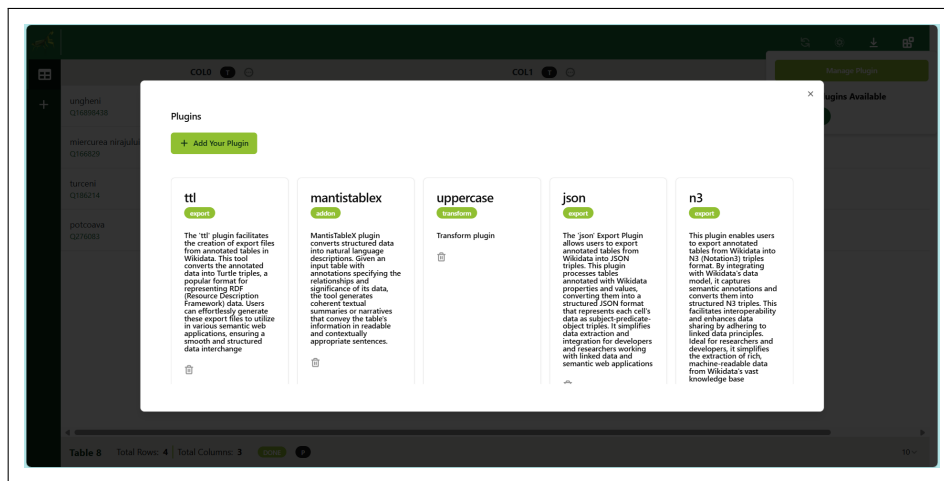 Manage Plugin
COL0
COL1
ungheni
Q16898438
miercurea nirajului
Q166829
turceni
Q186214
potcoava
Q276083
ugins Available
×
Plugins
+ Add Your Plugin
ttl
export
The 'ttl' plugin facilitates
the creation of export files
from annotated tables in
Wikidata. This tool
converts the annotated
data into Turtle triples, a
popular format for
representing RDF
(Resource Description
Framework) data. Users
can effortlessly generate
these export files to utilize
in various semantic web
applications, ensuring a
smooth and structured
data interchange
mantistablex
addon
MantisTableX plugin
converts structured data
into natural language
descriptions. Given an
input table with
annotations specifying the
relationships and
significance of its data,
the tool generates
coherent textual
summaries or narratives
that convey the table's
information in readable
and contextually
appropriate sentences.
uppercase
transform
Transform plugin
json
export
The 'json' Export Plugin
allows users to export
annotated tables from
Wikidata into JSON
triples. This plugin
processes tables
annotated with Wikidata
properties and values,
converting them into a
structured JSON format
that represents each cell's
data as subject-predicate-
object triples. It simplifies
data extraction and
integration for developers
and researchers working
with linked data and
semantic web applications
n3
export
This plugin enables users
to export annotated
tables from Wikidata into
N3 (Notation3) triples
format. By integrating
with Wikidata's data
model, it captures
semantic annotations and
converts them into
structured N3 triples. This
facilitates interoperability
and enhances data
sharing by adhering to
linked data principles.
Ideal for researchers and
developers, it simplifies
the extraction of rich,
machine-readable data
from Wikidata's vast
knowledge base
Table 8 Total Rows: 4 Total Columns: 3 DONE P
10